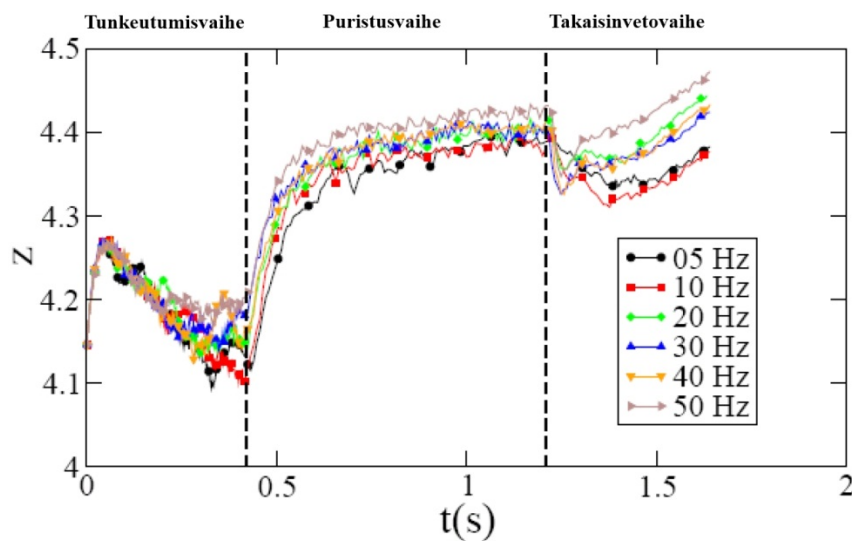 Tunkeutumisvaihe Puristusvaihe Takaisinvetovaihe
4.5
4.4
4.3
4.2
4.1
4
z
05 Hz
10 Hz
20 Hz
30 Hz
40 Hz
50 Hz
0 0.5 1 1.5 2
t(s)